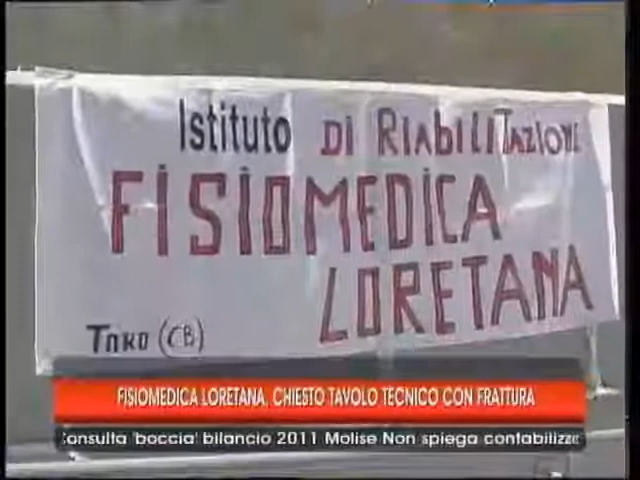 Istituto DI RIAbILITAZIONE
FISIOMEDICA
LORETANA
TORO (CB)
FISIOMEDICA LORETANA, CHIESTO TAVOLO TECNICO CON FRATTURA
Consulta 'boccia' bilancio 2011 Molise Non spiega contabilizza